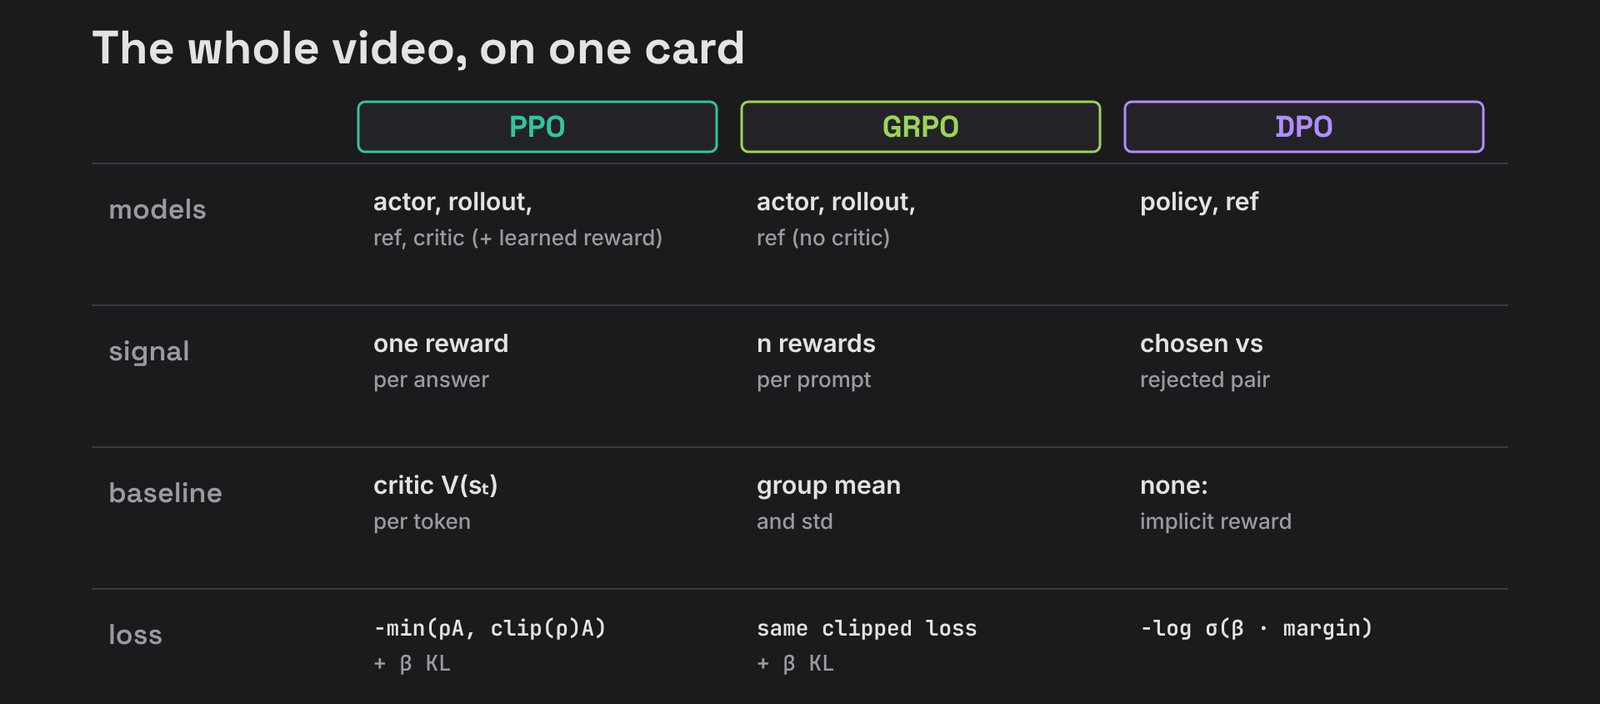 The whole video, on one card
PPO
GRPO
DPO
models
actor, rollout,
ref, critic (+ learned reward)
actor, rollout,
ref (no critic)
policy, ref
signal
one reward
per answer
n rewards
per prompt
chosen vs
rejected pair
baseline
critic V(sₜ)
per token
group mean
and std
none:
implicit reward
loss
-min(ρA, clip(ρ)A)
+ β KL
same clipped loss
+ β KL
-log σ(β · margin)